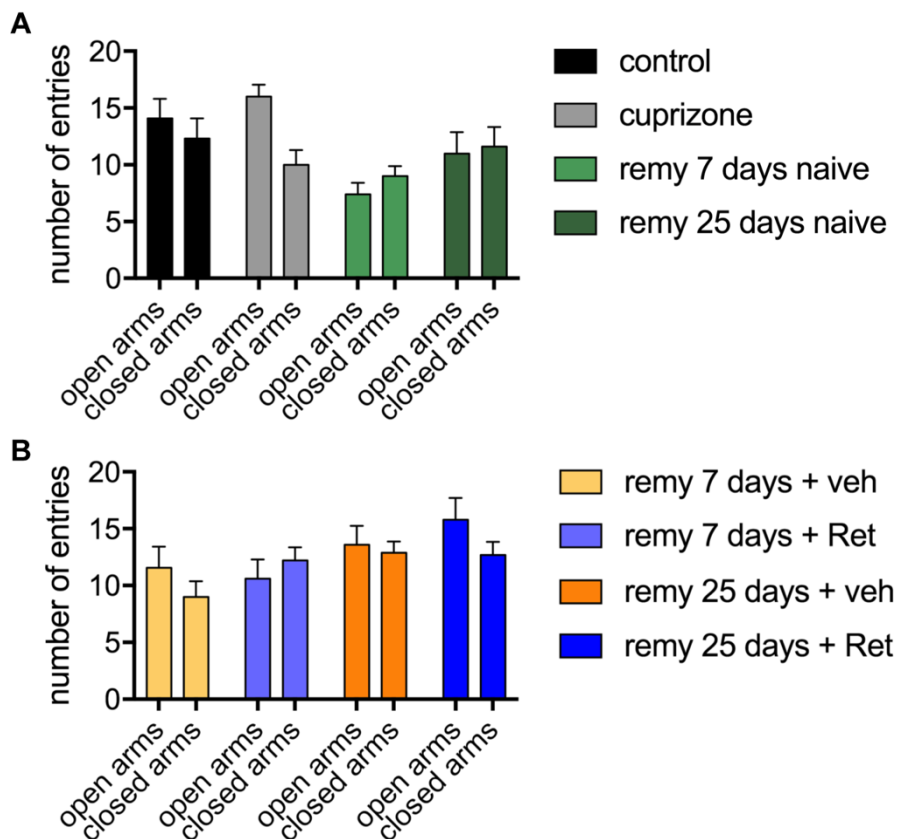 A
number of entries
20
15
10
5
0
open arms
closed arms
open arms
closed arms
open arms
closed arms
open arms
closed arms
control
cuprizone
remy 7 days naive
remy 25 days naive
B
number of entries
20
15
10
5
0
open arms
closed arms
open arms
closed arms
open arms
closed arms
open arms
closed arms
remy 7 days + veh
remy 7 days + Ret
remy 25 days + veh
remy 25 days + Ret